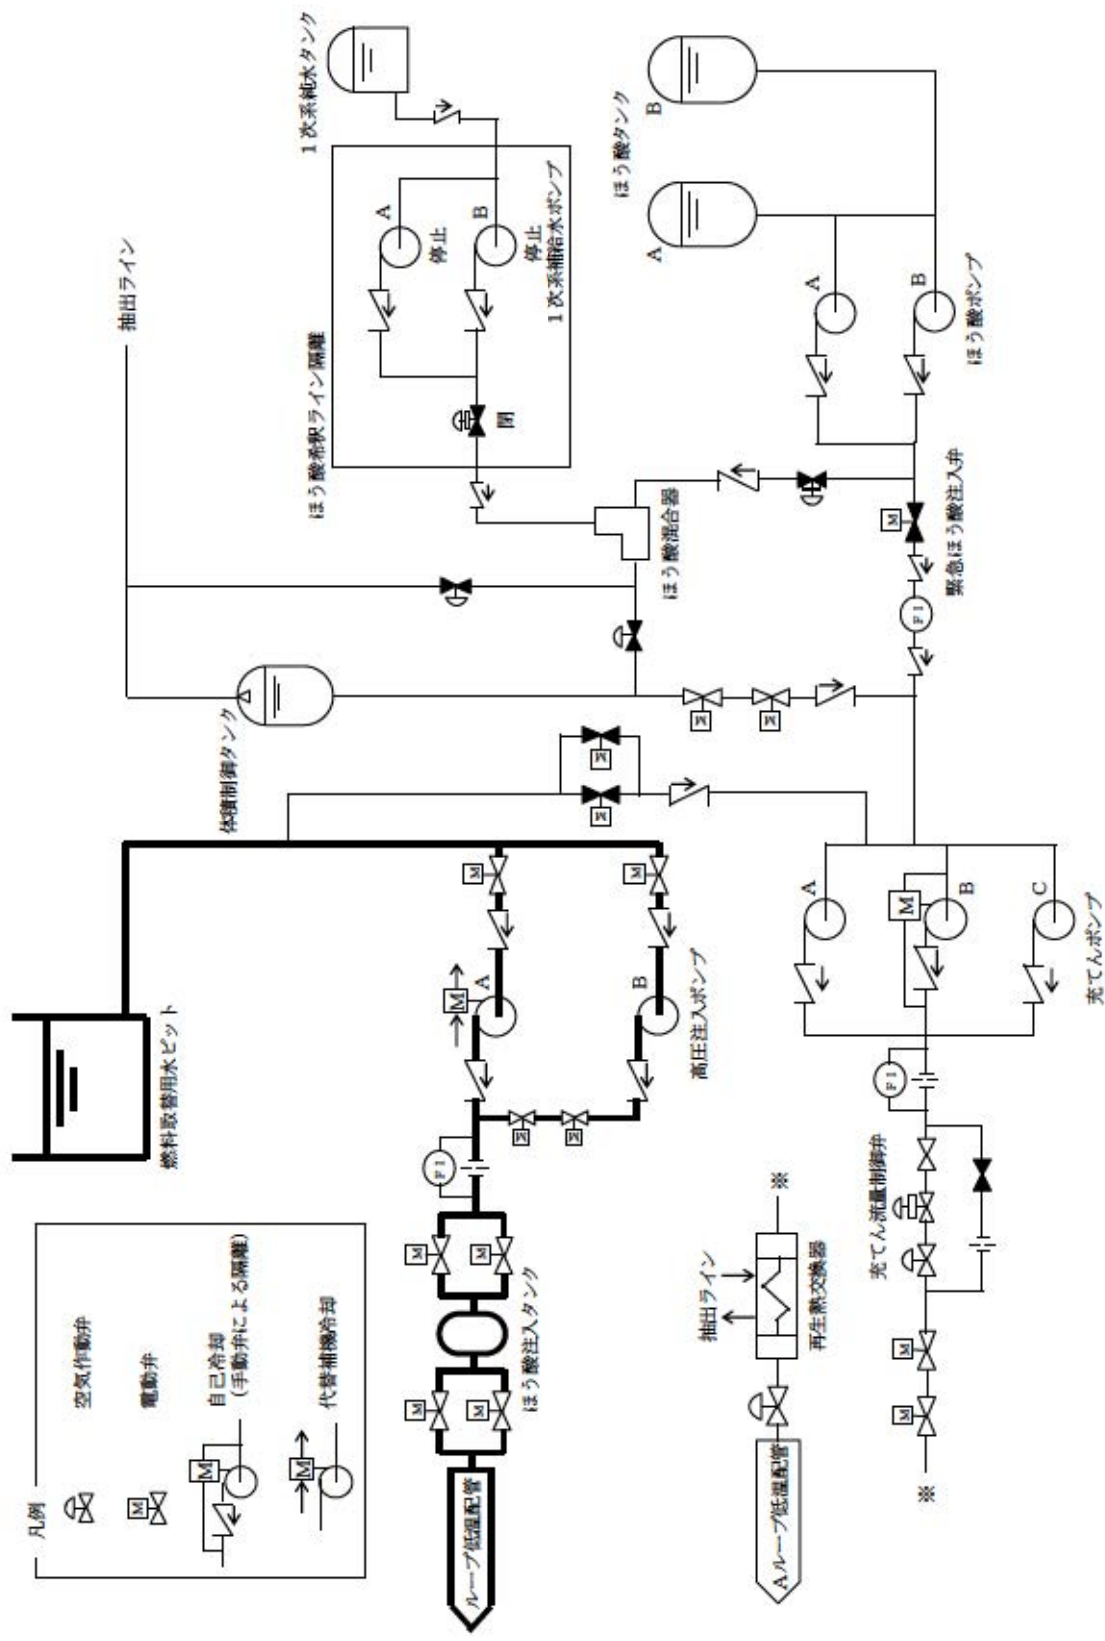 凡例
空気作動弁
M
電動弁
M
自己冷却
(手動弁による隔離)
M
代替補機冷却
M
燃料取替用水ピット
体積制御タンク
抽出ライン
1次系純水タンク
ほう酸希釈ライン隔離
A
停止
B
停止
1次系補給水ポンプ
閉
ほう酸混合器
ほう酸タンク
A
B
A
B
ほう酸ポンプ
M
緊急ほう酸注入弁
FI
M
M
M
M
M
M
M
A
B
高圧注入ポンプ
M
M
FI
M
M
M
M
ほう酸注入タンク
ループ低温配管
抽出ライン
※
再生熱交換器
Aループ低温配管
A
M
B
C
充てんポンプ
FI
充てん流量制御弁
M
M
※